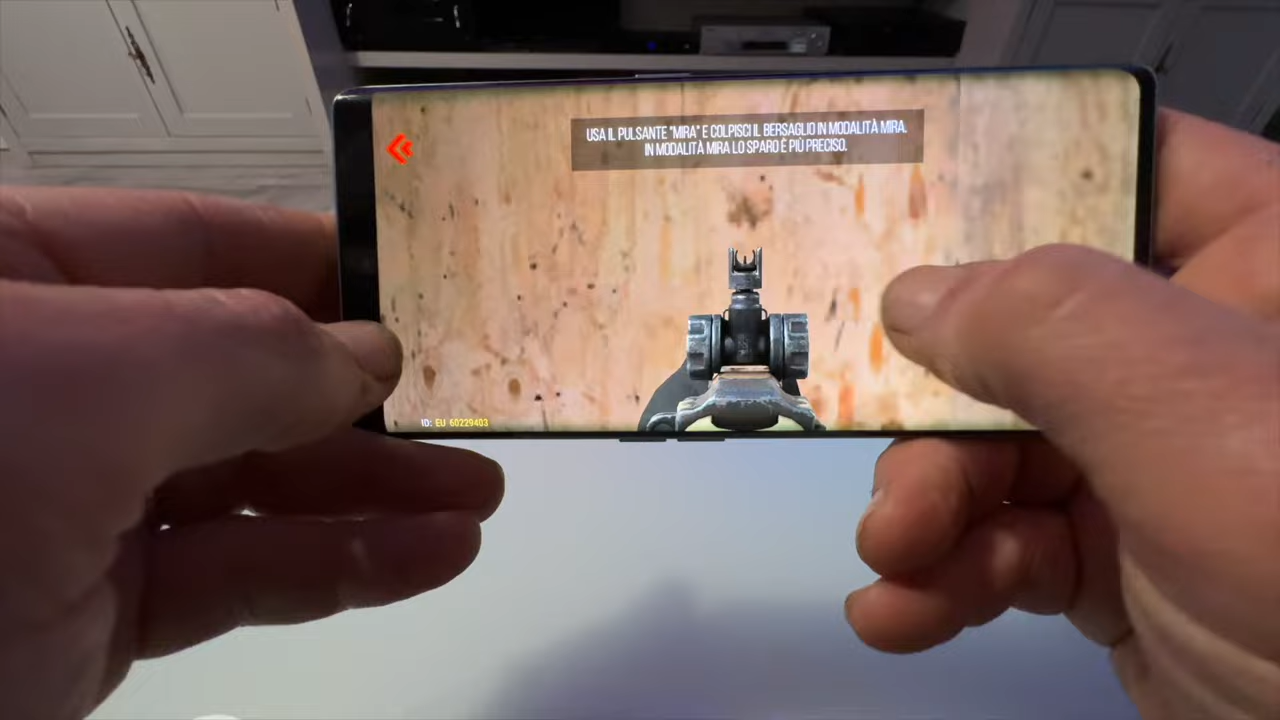 USA IL PULSANTE "MIRA" E COLPISCI IL BERSAGLIO IN MODALITÀ MIRA.
IN MODALITÀ MIRA LO SPARO È PIÙ PRECISO.
ID: EU 60229403